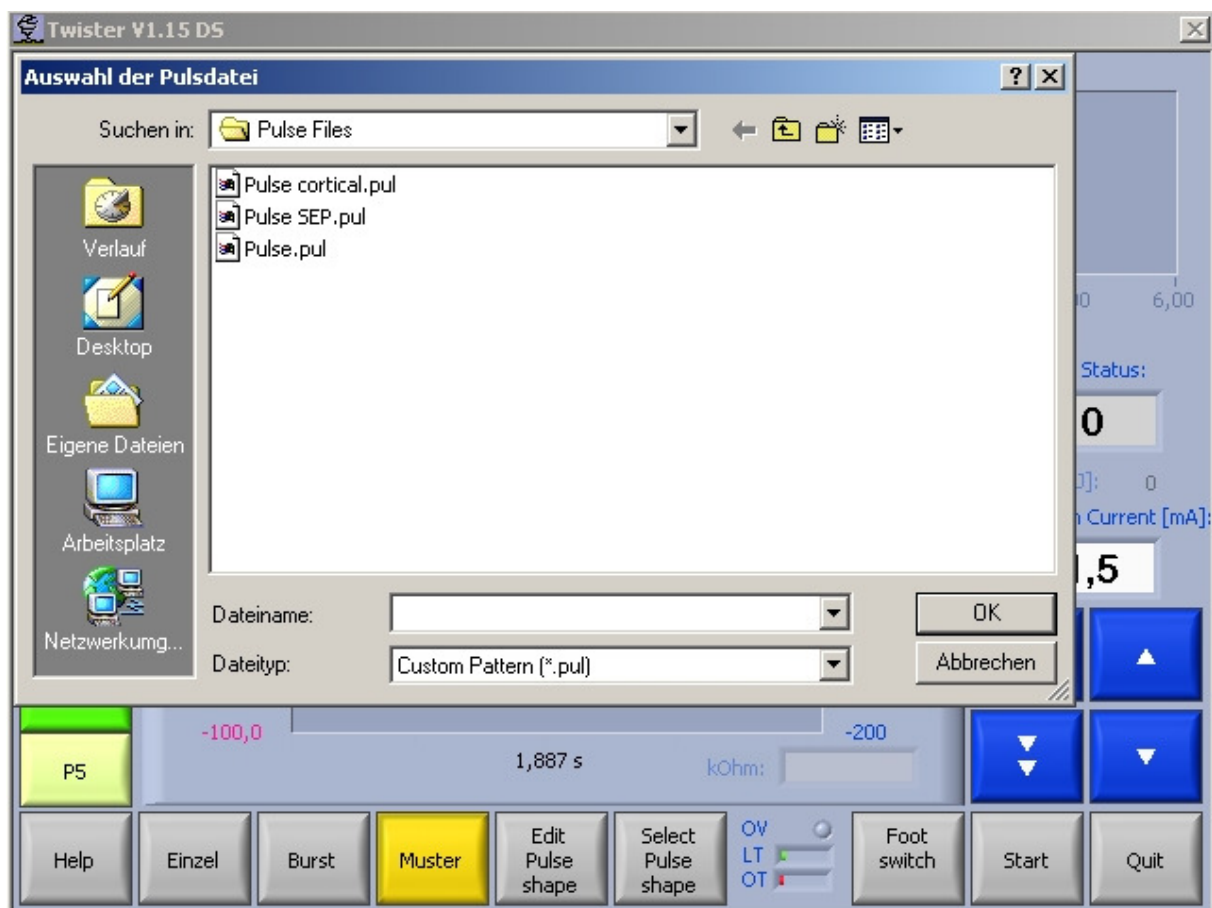 Twister V1.15 DS
Auswahl der Pulsdatei
Suchen in:
Pulse Files
Verlauf
Desktop
Eigene Dateien
Arbeitsplatz
Netzwerkumg...
Pulse cortical.pul
Pulse SEP.pul
Pulse.pul
Dateiname:
OK
Dateityp:
Custom Pattern (*.pul)
Abbrechen
6,00
Status:
0
0
Current [mA]:
,5
P5
-100,0
-200
1,887 s
kOhm:
Help
Einzel
Burst
Muster
Edit
Pulse
shape
Select
Pulse
shape
OV
LT
OT
Foot
switch
Start
Quit